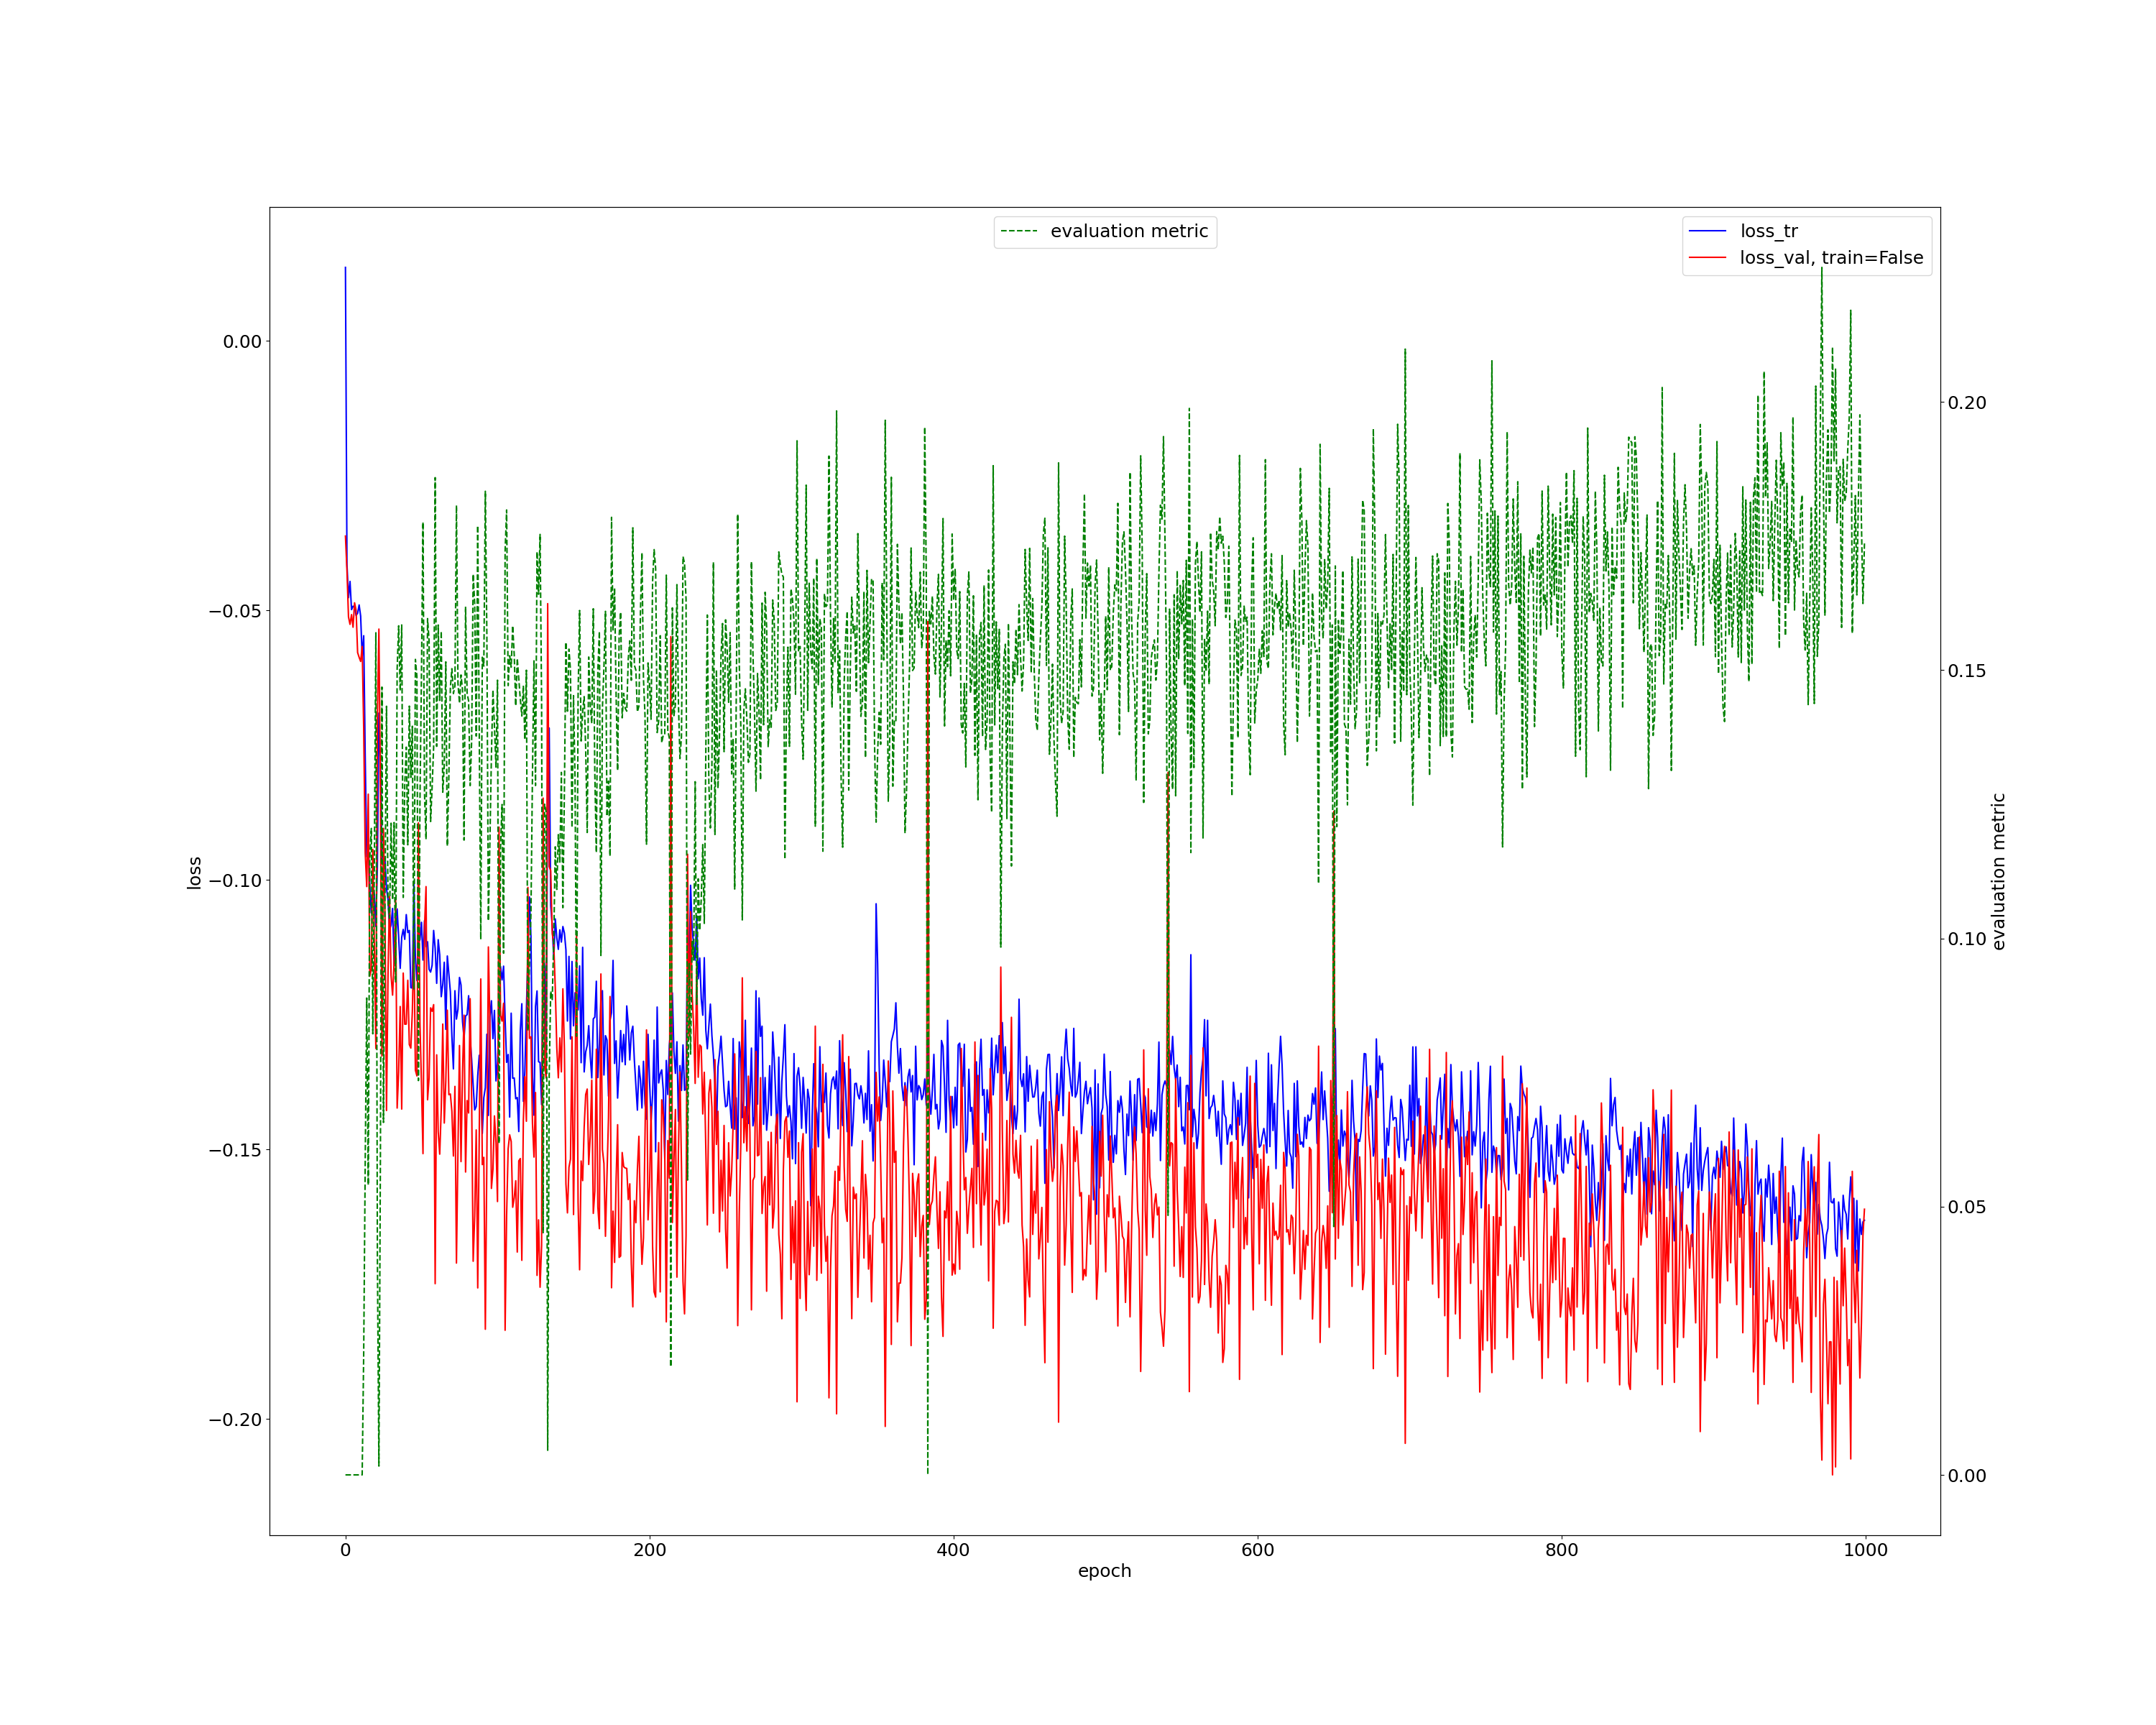 evaluation metric
loss_tr
loss_val, train=False
0.00
−0.05
−0.10
−0.15
−0.20
loss
0.20
0.15
0.10
0.05
0.00
evaluation metric
0
200
400
600
800
1000
epoch